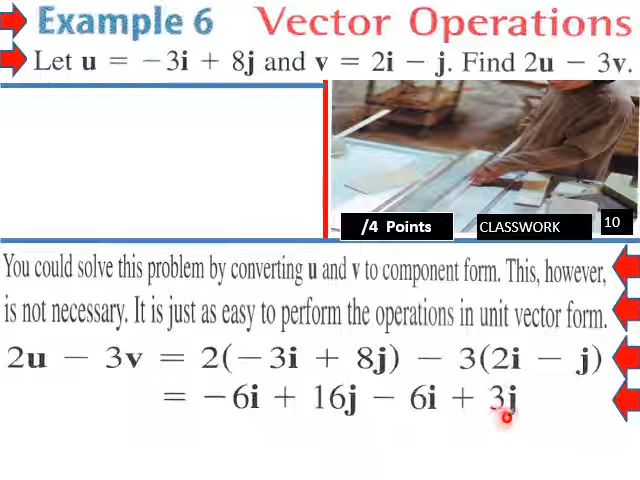 Example 6 Vector Operations
Let u = −3i + 8j and v = 2i − j. Find 2u − 3v.
/4 Points CLASSWORK 10
You could solve this problem by converting u and v to component form. This, however,
is not necessary. It is just as easy to perform the operations in unit vector form.
2u − 3v = 2(−3i + 8j) − 3(2i − j)
= −6i + 16j − 6i + 3j